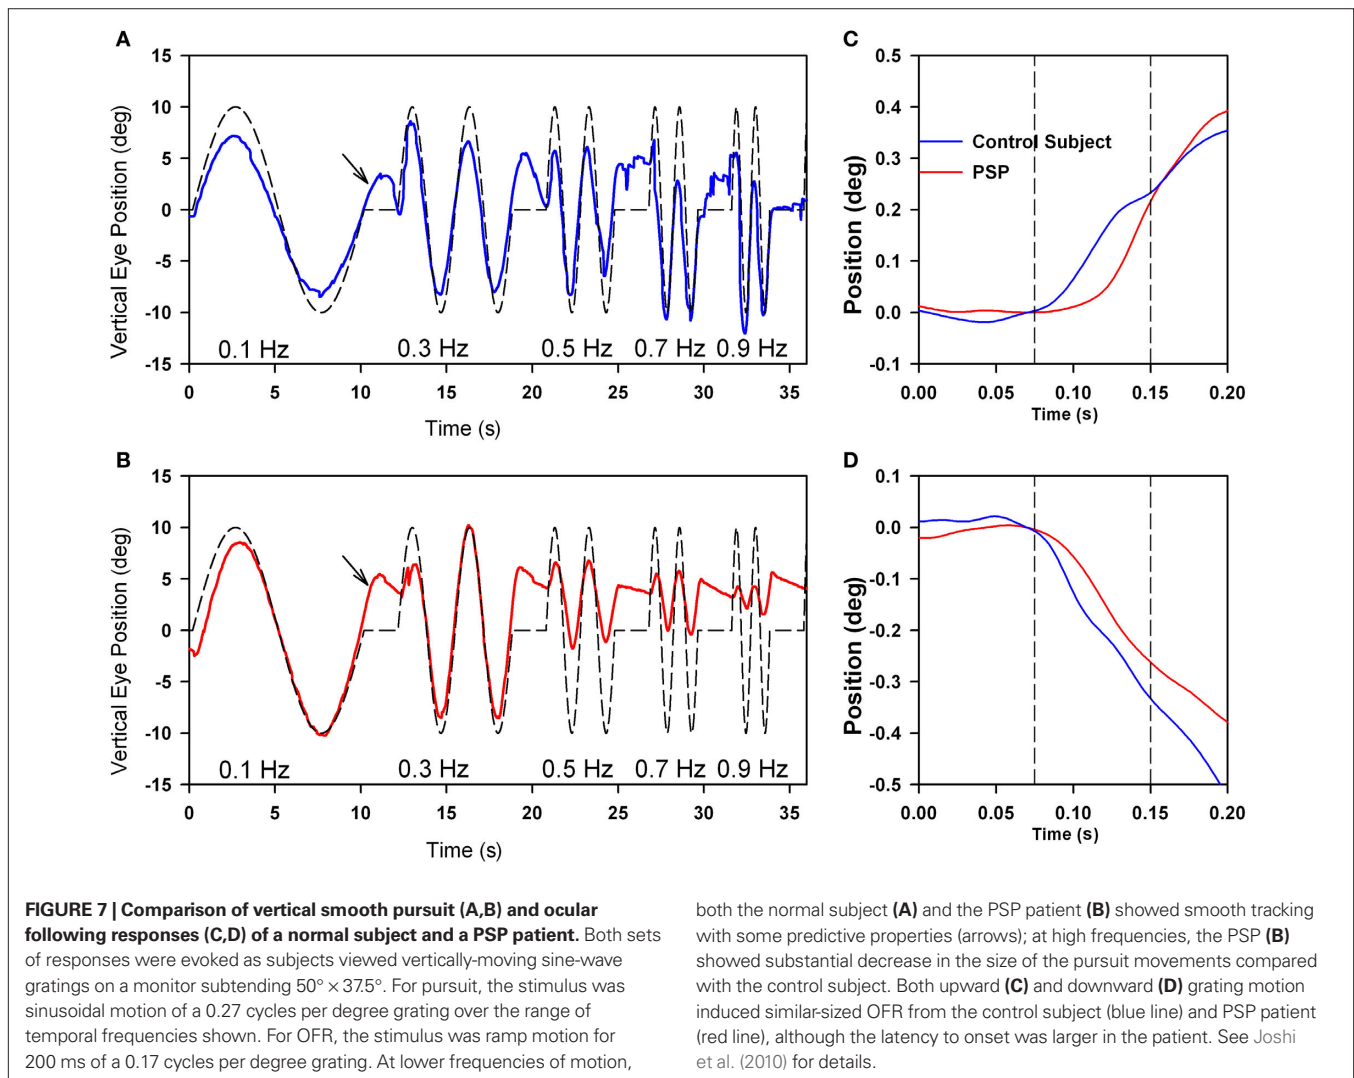 A
15
10
5
0
-5
-10
-15
Vertical Eye Position (deg)
0.1 Hz
0.3 Hz
0.5 Hz
0.7 Hz
0.9 Hz
0
5
10
15
20
25
30
35
Time (s)
C
0.5
0.4
0.3
0.2
0.1
0.0
-0.1
Position (deg)
Control Subject
PSP
0.00
0.05
0.10
0.15
0.20
Time (s)
B
15
10
5
0
-5
-10
-15
Vertical Eye Position (deg)
0.1 Hz
0.3 Hz
0.5 Hz
0.7 Hz
0.9 Hz
0
5
10
15
20
25
30
35
Time (s)
D
0.1
0.0
-0.1
-0.2
-0.3
-0.4
-0.5
Position (deg)
0.00
0.05
0.10
0.15
0.20
Time (s)
FIGURE 7 | Comparison of vertical smooth pursuit (A,B) and ocular
following responses (C,D) of a normal subject and a PSP patient. Both sets
of responses were evoked as subjects viewed vertically-moving sine-wave
gratings on a monitor subtending 50° × 37.5°. For pursuit, the stimulus was
sinusoidal motion of a 0.27 cycles per degree grating over the range of
temporal frequencies shown. For OFR, the stimulus was ramp motion for
200 ms of a 0.17 cycles per degree grating. At lower frequencies of motion,
both the normal subject (A) and the PSP patient (B) showed smooth tracking
with some predictive properties (arrows); at high frequencies, the PSP (B)
showed substantial decrease in the size of the pursuit movements compared
with the control subject. Both upward (C) and downward (D) grating motion
induced similar-sized OFR from the control subject (blue line) and PSP patient
(red line), although the latency to onset was larger in the patient. See Joshi
et al. (2010) for details.